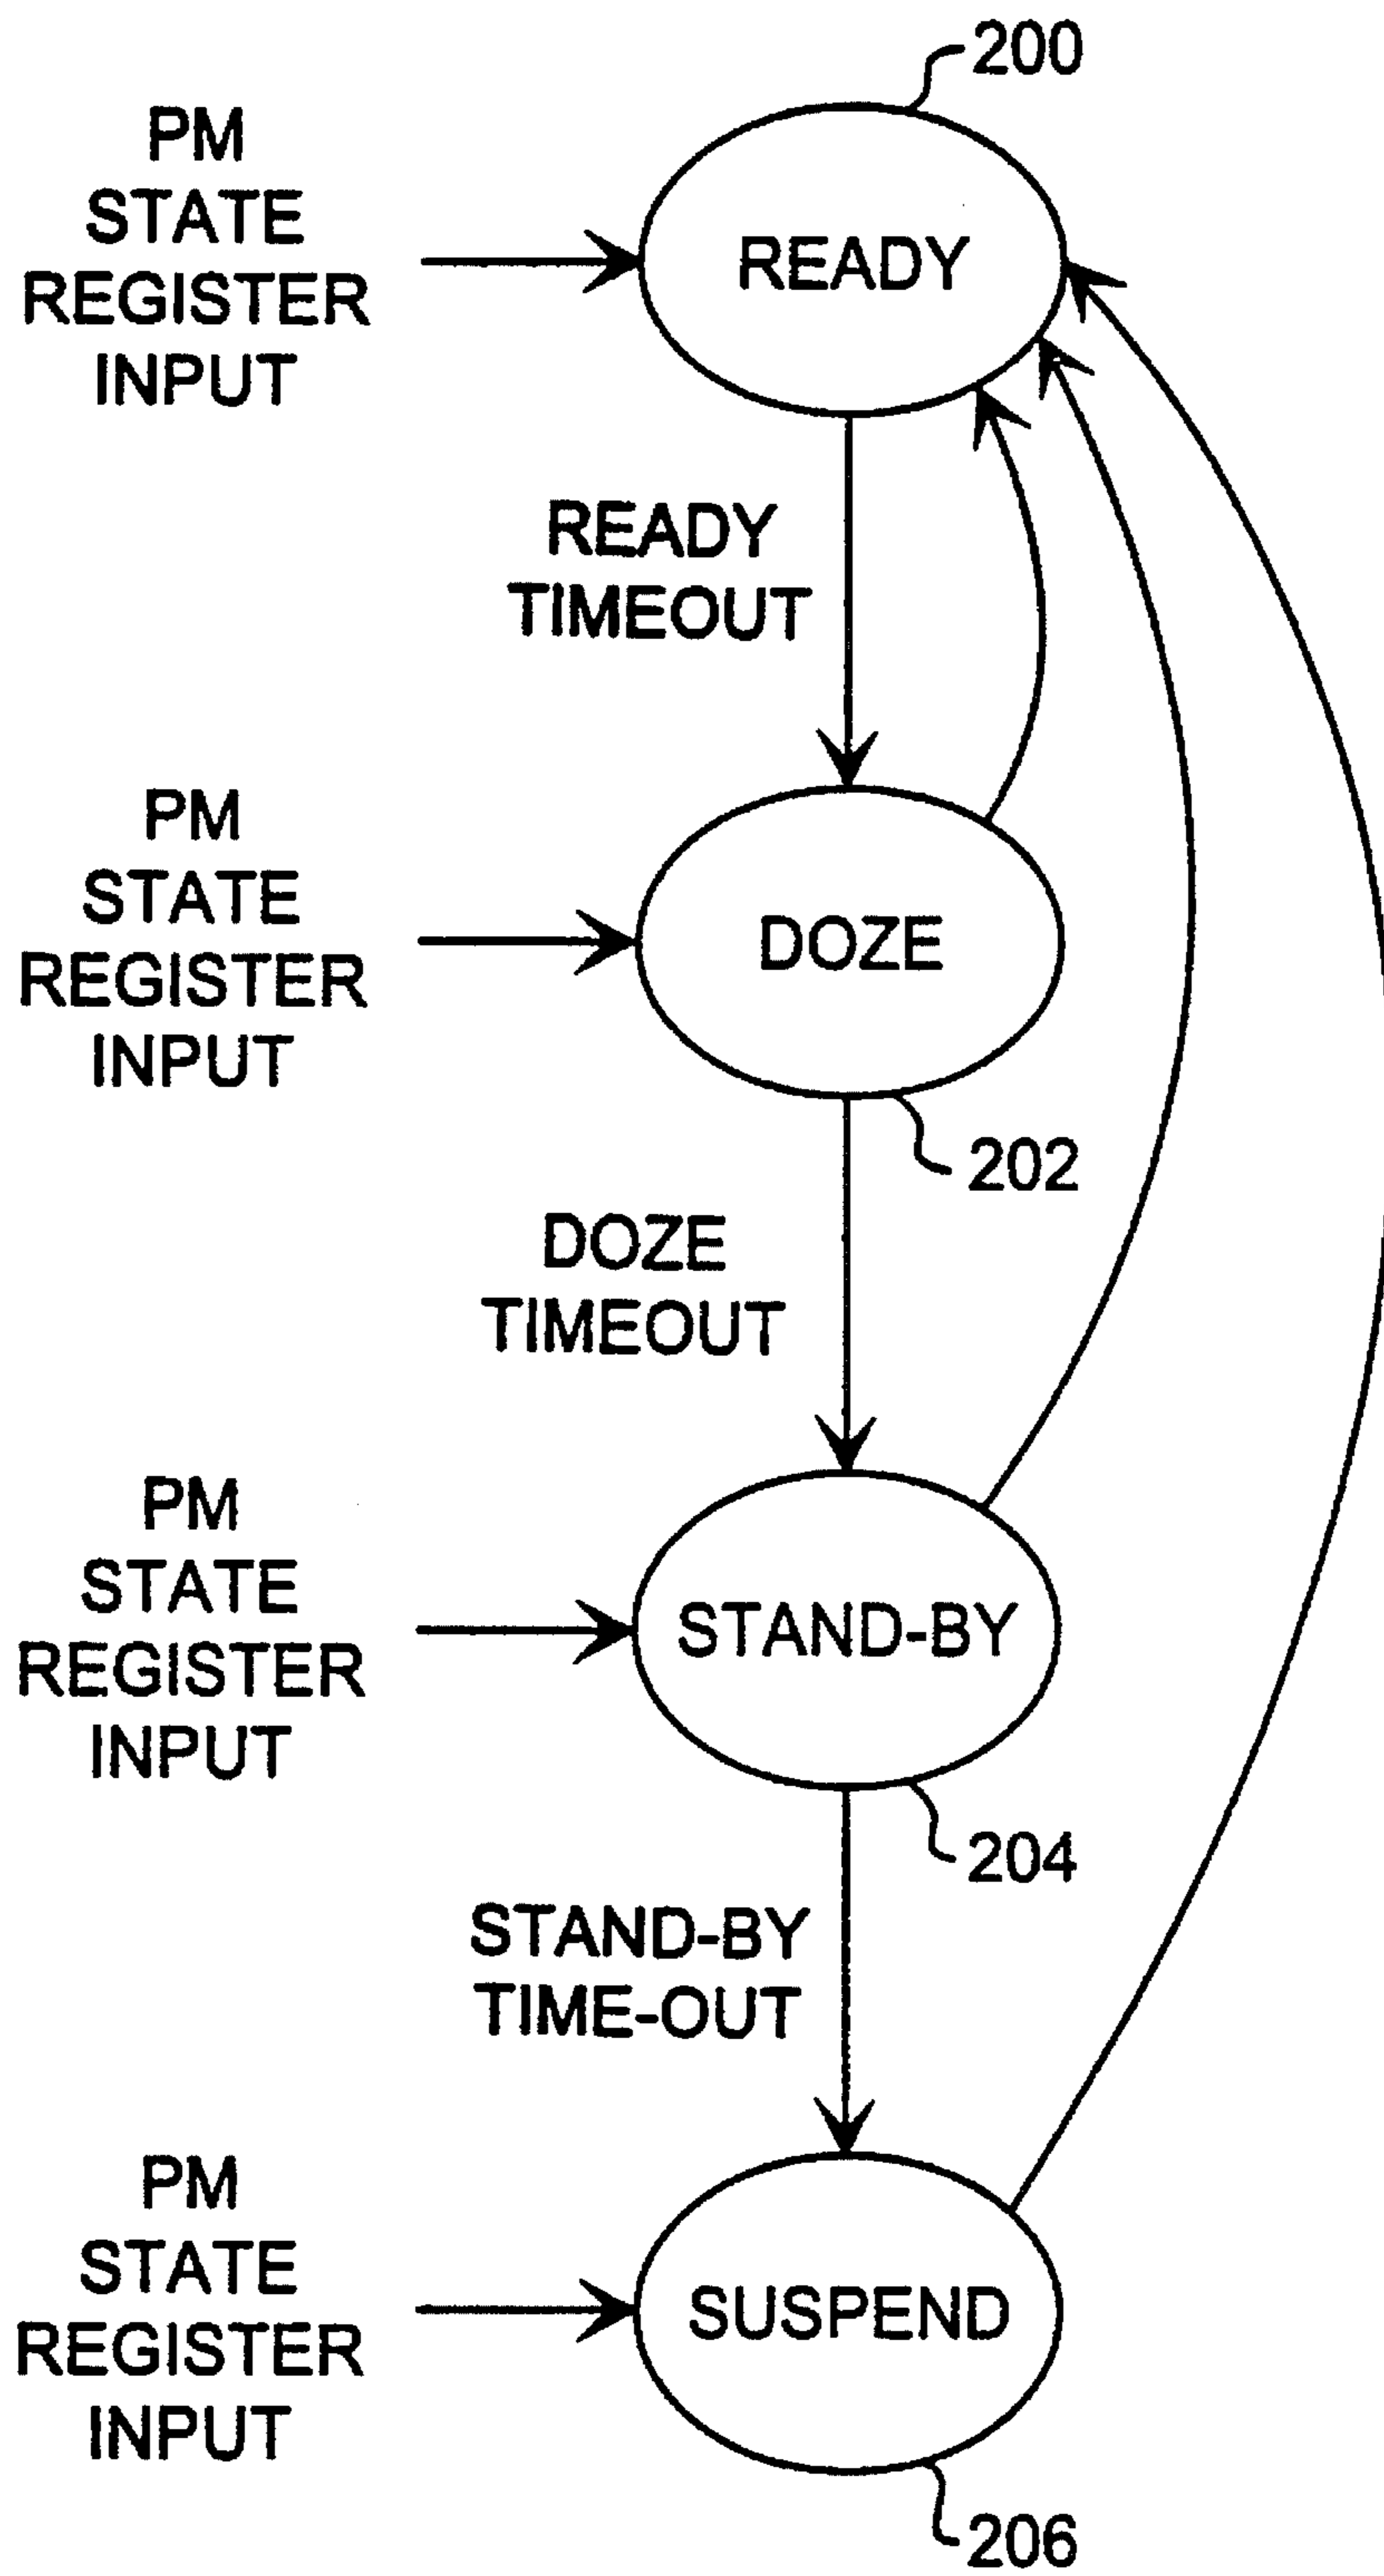 200
PM
STATE
REGISTER
INPUT
READY
READY
TIMEOUT
PM
STATE
REGISTER
INPUT
DOZE
202
DOZE
TIMEOUT
PM
STATE
REGISTER
INPUT
STAND-BY
204
STAND-BY
TIME-OUT
PM
STATE
REGISTER
INPUT
SUSPEND
206